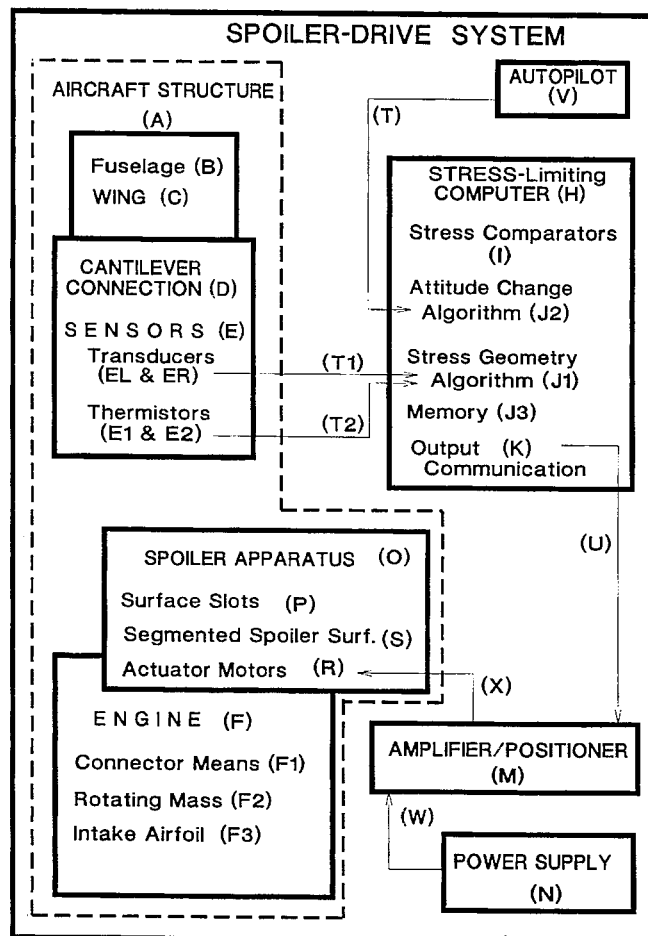 SPOILER-DRIVE SYSTEM
AIRCRAFT STRUCTURE
(A)
Fuselage (B)
WING (C)
CANTILEVER
CONNECTION (D)
SENSORS (E)
Transducers
(EL & ER)
Thermistors
(E1 & E2)
AUTOPILOT
(V)
(T)
STRESS-Limiting
COMPUTER (H)
Stress Comparators
(I)
Attitude Change
Algorithm (J2)
(T1)
Stress Geometry
Algorithm (J1)
(T2)
Memory (J3)
Output (K)
Communication
(U)
SPOILER APPARATUS (O)
Surface Slots (P)
Segmented Spoiler Surf. (S)
Actuator Motors (R)
(X)
ENGINE (F)
Connector Means (F1)
Rotating Mass (F2)
Intake Airfoil (F3)
AMPLIFIER/POSITIONER
(M)
(W)
POWER SUPPLY
(N)